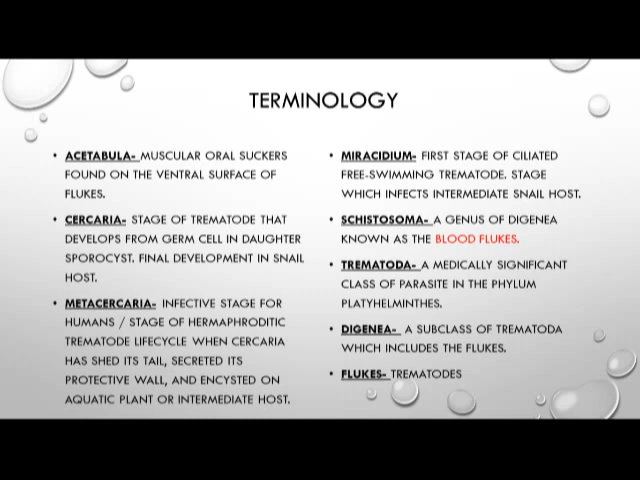 TERMINOLOGY
• ACETABULA- MUSCULAR ORAL SUCKERS
FOUND ON THE VENTRAL SURFACE OF
FLUKES.
• CERCARIA- STAGE OF TREMATODE THAT
DEVELOPS FROM GERM CELL IN DAUGHTER
SPOROCYST. FINAL DEVELOPMENT IN SNAIL
HOST.
• METACERCARIA- INFECTIVE STAGE FOR
HUMANS / STAGE OF HERMAPHRODITIC
TREMATODE LIFECYCLE WHEN CERCARIA
HAS SHED ITS TAIL, SECRETED ITS
PROTECTIVE WALL, AND ENCYSTED ON
AQUATIC PLANT OR INTERMEDIATE HOST.
• MIRACIDIUM- FIRST STAGE OF CILIATED
FREE-SWIMMING TREMATODE. STAGE
WHICH INFECTS INTERMEDIATE SNAIL HOST.
• SCHISTOSOMA- A GENUS OF DIGENEA
KNOWN AS THE BLOOD FLUKES.
• TREMATODA- A MEDICALLY SIGNIFICANT
CLASS OF PARASITE IN THE PHYLUM
PLATYHELMINTHES.
• DIGENEA- A SUBCLASS OF TREMATODA
WHICH INCLUDES THE FLUKES.
• FLUKES- TREMATODES